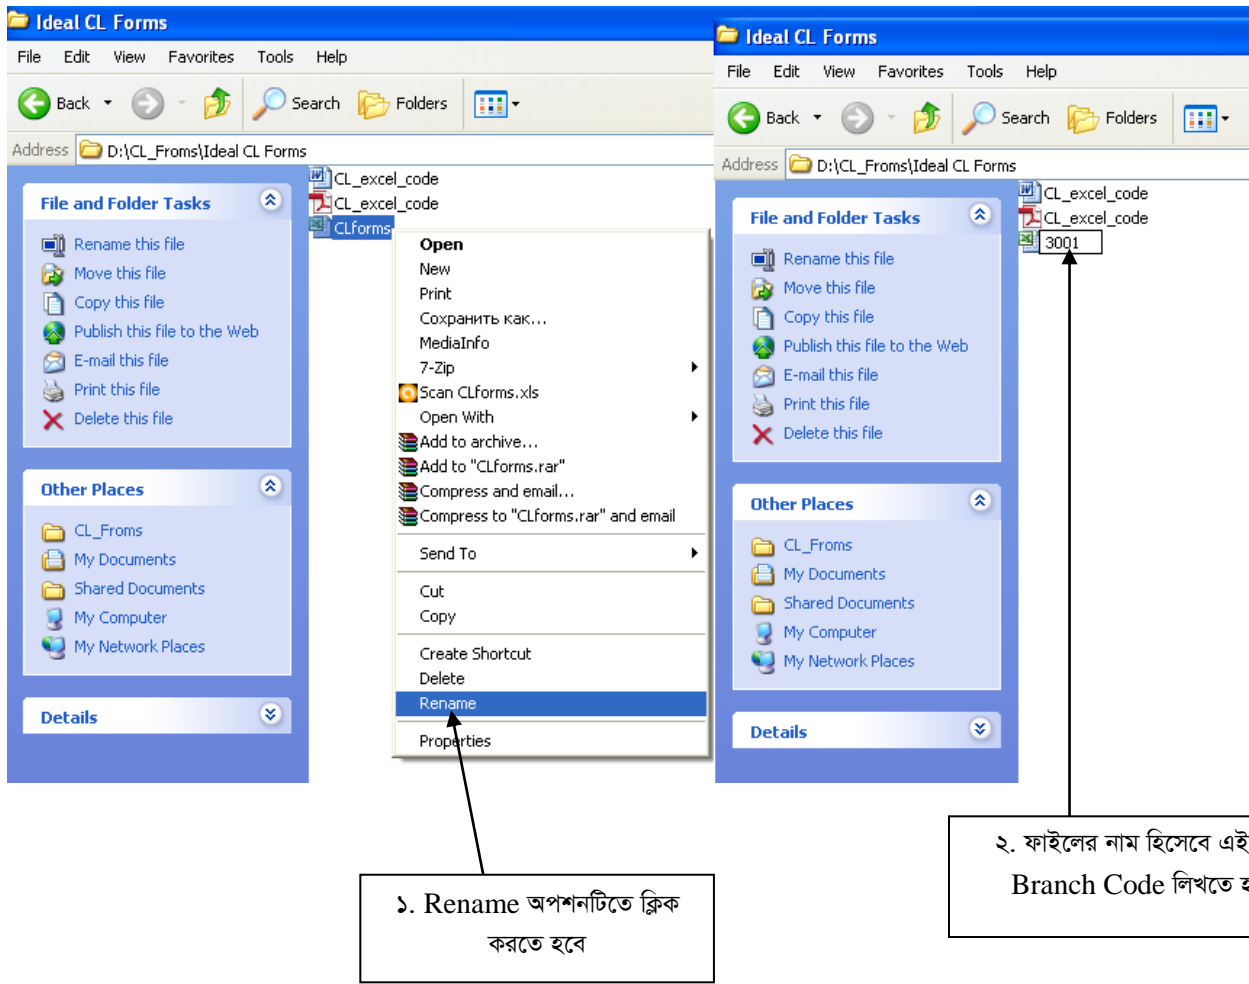 Ideal CL Forms
File Edit View Favorites Tools Help
Back Search Folders
Address D:\CL_Froms\Ideal CL Forms
File and Folder Tasks
Rename this file
Move this file
Copy this file
Publish this file to the Web
E-mail this file
Print this file
Delete this file
Other Places
CL_Froms
My Documents
Shared Documents
My Computer
My Network Places
Details
CL_excel_code
CL_excel_code
CLforms
Open
New
Print
Сохранить как...
MediaInfo
7-Zip
Scan CLforms.xls
Open With
Add to archive...
Add to "CLforms.rar"
Compress and email...
Compress to "CLforms.rar" and email
Send To
Cut
Copy
Create Shortcut
Delete
Rename
Properties
১. Rename অপশনটিতে ক্লিক
করতে হবে
Ideal CL Forms
File Edit View Favorites Tools Help
Back Search Folders
Address D:\CL_Froms\Ideal CL Forms
File and Folder Tasks
Rename this file
Move this file
Copy this file
Publish this file to the Web
E-mail this file
Print this file
Delete this file
Other Places
CL_Froms
My Documents
Shared Documents
My Computer
My Network Places
Details
CL_excel_code
CL_excel_code
3001
২. ফাইলের নাম হিসেবে এই
Branch Code লিখতে